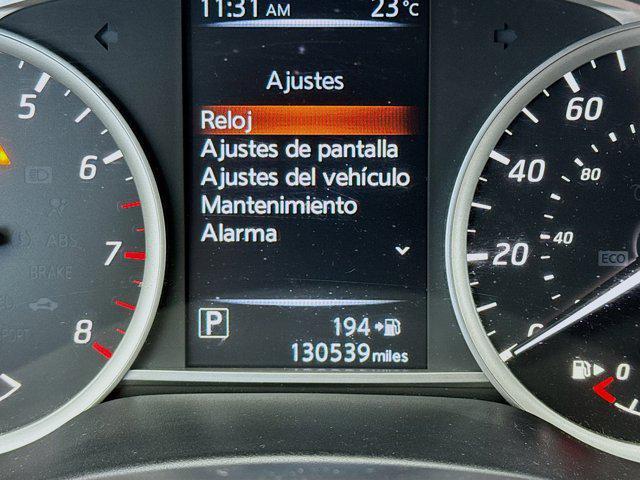 11:31 AM 23°C
Ajustes
Reloj
Ajustes de pantalla
Ajustes del vehículo
Mantenimiento
Alarma
P
194
130539 miles
5
6
7
8
ABS
BRAKE
60
40
20
0
80
40
ECO
0